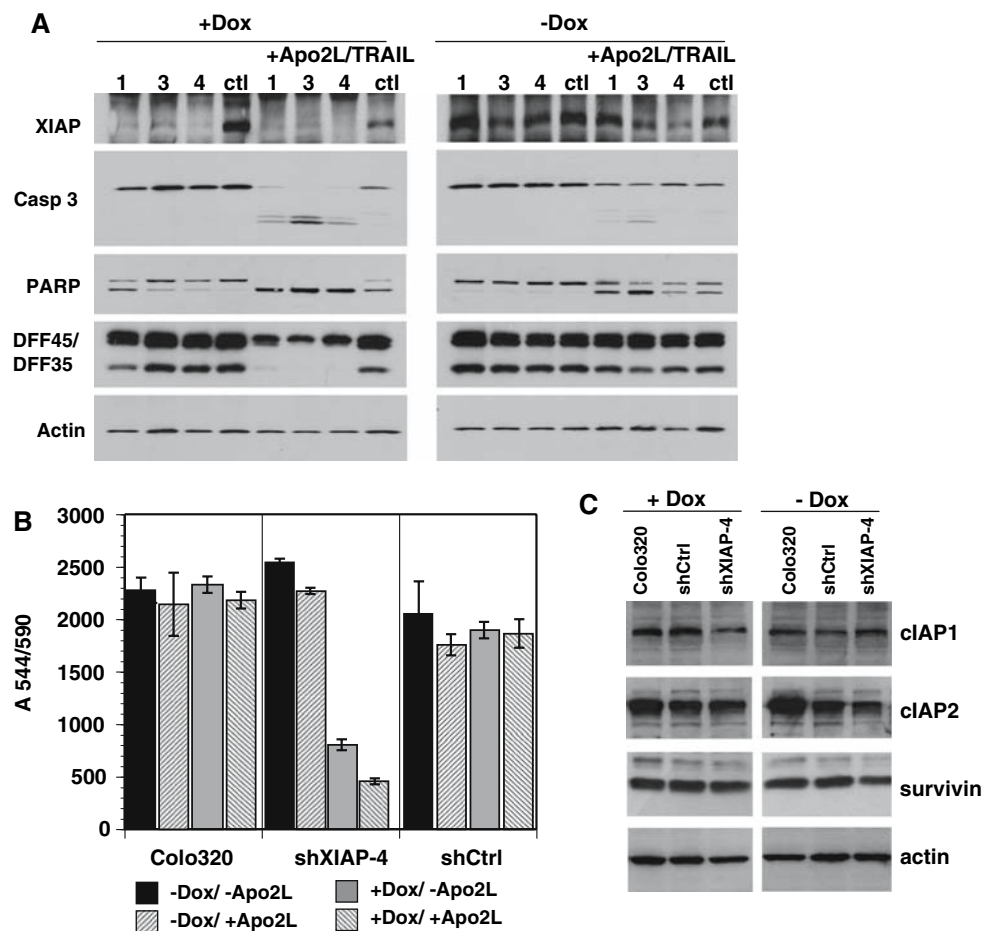 A
+Dox
-Dox
+Apo2L/TRAIL
+Apo2L/TRAIL
1 3 4 ctl 1 3 4 ctl
1 3 4 ctl 1 3 4 ctl
XIAP
Casp 3
PARP
DFF45/
DFF35
Actin
B
3000
2500
2000
1500
1000
500
0
A 544/590
Colo320
shXIAP-4
shCtrl
-Dox/ -Apo2L
+Dox/ -Apo2L
-Dox/ +Apo2L
+Dox/ +Apo2L
C
+ Dox
- Dox
Colo320
shCtrl
shXIAP-4
Colo320
shCtrl
shXIAP-4
cIAP1
cIAP2
survivin
actin